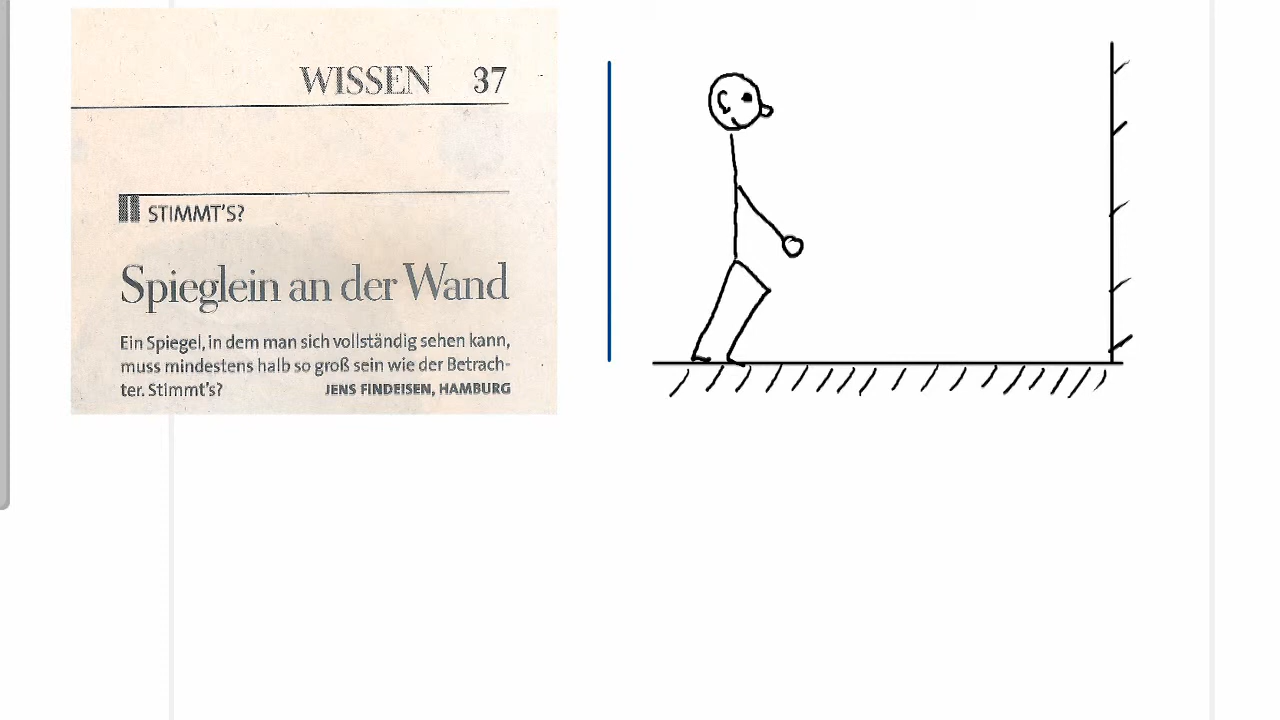 WISSEN 37
STIMMT'S?
Spieglein an der Wand
Ein Spiegel, in dem man sich vollständig sehen kann,
muss mindestens halb so groß sein wie der Betrach-
ter. Stimmt's? JENS FINDEISEN, HAMBURG